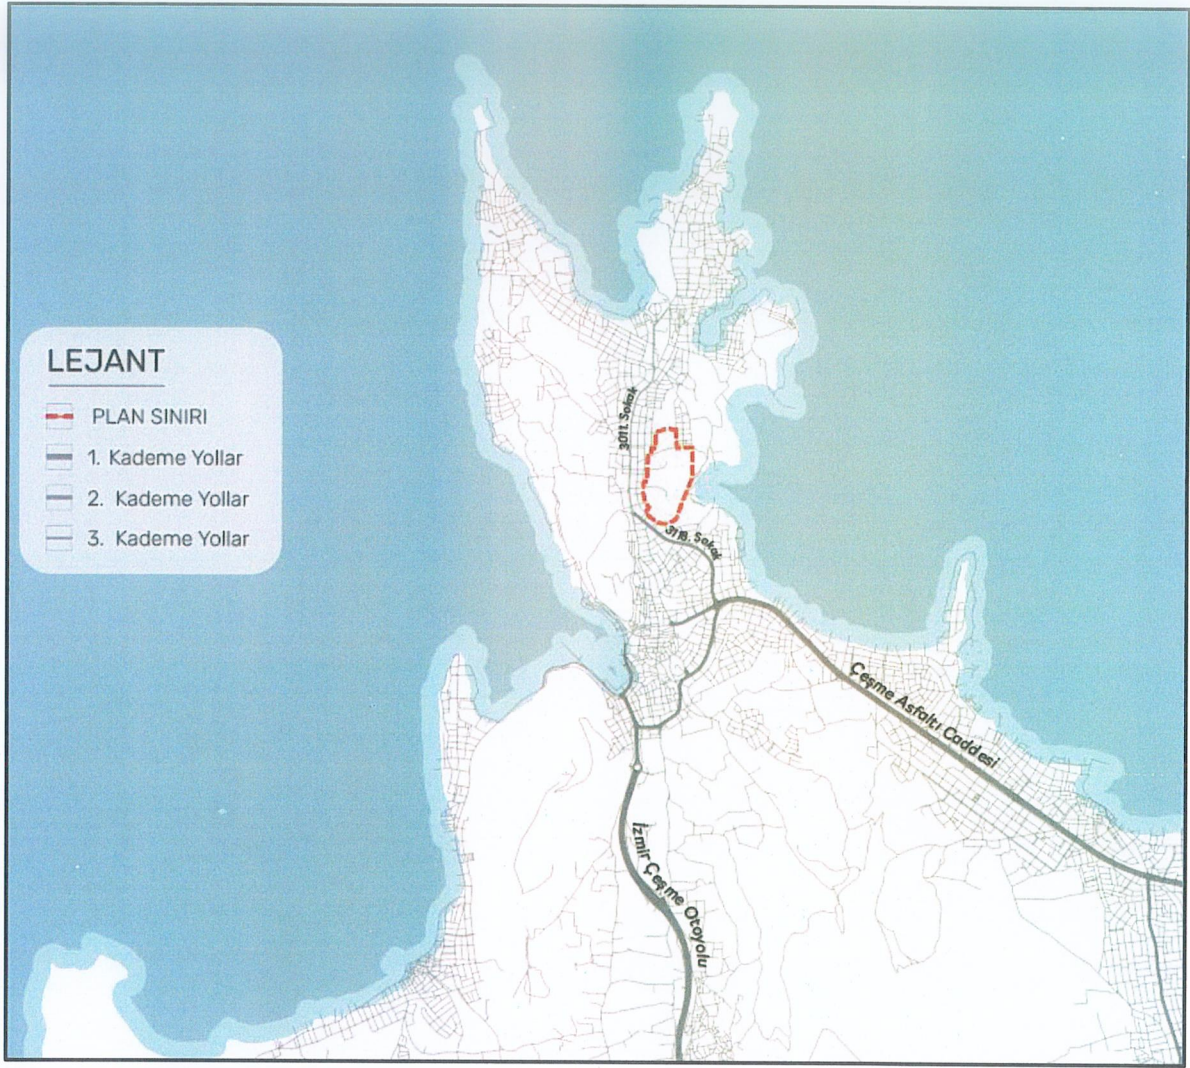 LEJANT
PLAN SINIRI
1. Kademe Yollar
2. Kademe Yollar
3. Kademe Yollar
3011. Sokak
3118. Sokak
Çeşme Asfaltı Caddesi
İzmir Çeşme Otoyolu